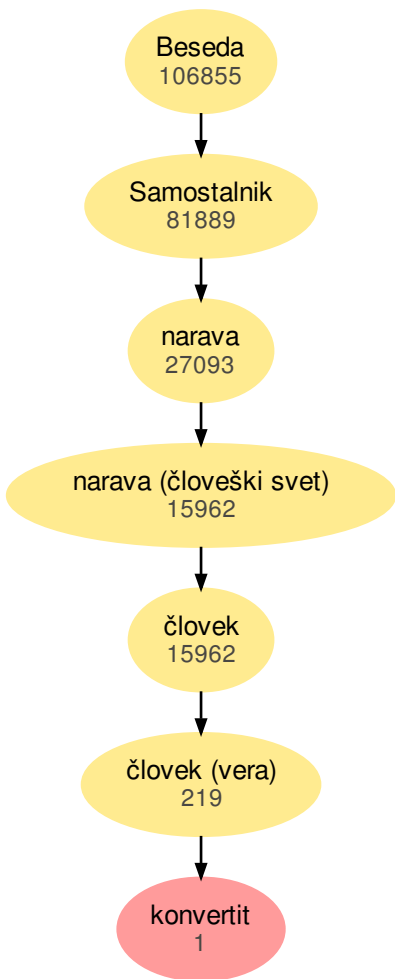 Beseda
106855
Samostalnik
81889
narava
27093
narava (človeški svet)
15962
človek
15962
človek (vera)
219
konvertit
1